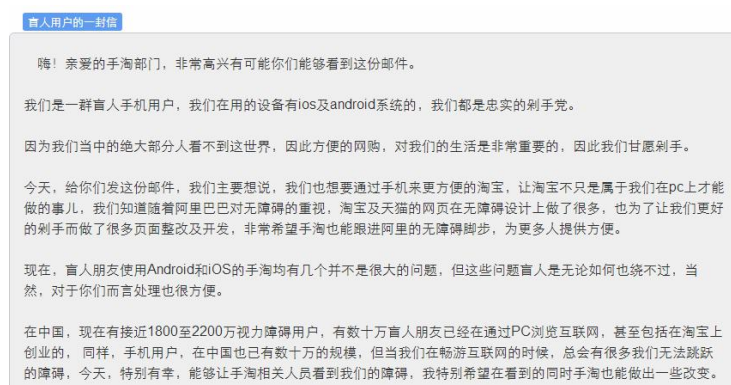 盲人用户的一封信
嗨！亲爱的手淘部门，非常高兴有可能你们能够看到这份邮件。
我们是一群盲人手机用户，我们在用的设备有ios及android系统的，我们都是忠实的剁手党。
因为我们当中的绝大部分人看不到这世界，因此方便的网购，对我们的生活是非常重要的，因此我们甘愿剁手。
今天，给你们发这份邮件，我们主要想说，我们也想要通过手机来更方便的淘宝，让淘宝不只是属于我们在pc上才能
做的事儿，我们知道随着阿里巴巴对无障碍的重视，淘宝及天猫的网页在无障碍设计上做了很多，也为了让我们更好
的剁手而做了很多页面整改及开发，非常希望手淘也能跟进阿里的无障碍脚步，为更多人提供方便。
现在，盲人朋友使用Android和iOS的手淘均有几个并不是很大的问题，但这些问题盲人是无论如何也绕不过，当
然，对于你们而言处理也很方便。
在中国，现在有接近1800至2200万视力障碍用户，有数十万盲人朋友已经在通过PC浏览互联网，甚至包括在淘宝上
创业的， 同样，手机用户，在中国也已有数十万的规模，但当我们在畅游互联网的时候，总会有很多我们无法跳跃
的障碍，今天，特别有幸，能够让手淘相关人员看到我们的障碍，我特别希望在看到的同时手淘也能做出一些改变。